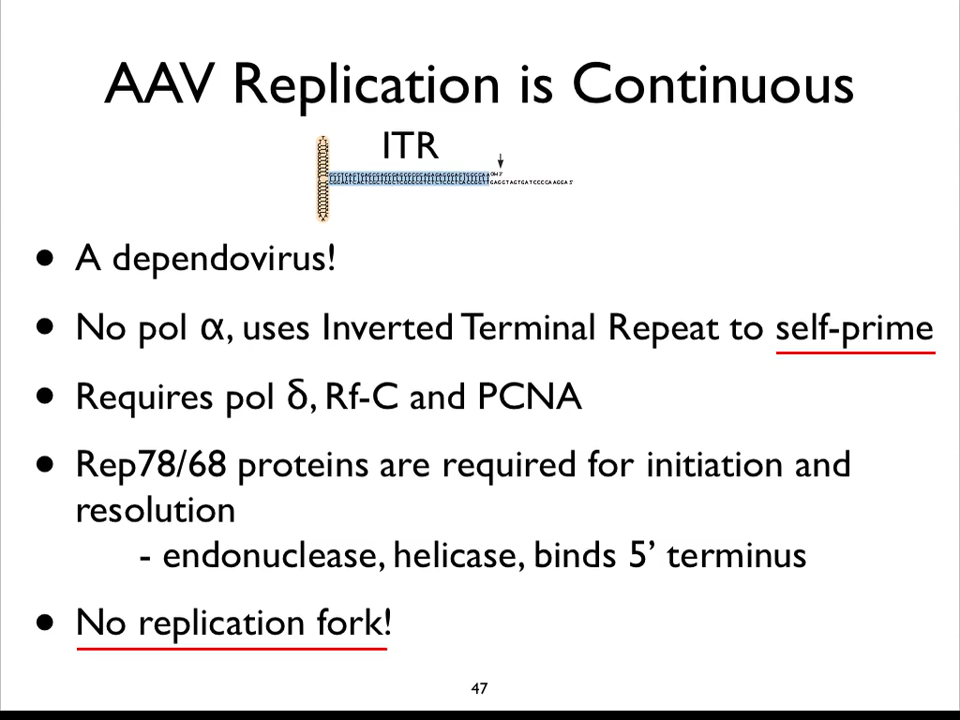 AAV Replication is Continuous
ITR
• A dependovirus!
• No pol α, uses Inverted Terminal Repeat to self-prime
• Requires pol δ, Rf-C and PCNA
• Rep78/68 proteins are required for initiation and
resolution
- endonuclease, helicase, binds 5’ terminus
• No replication fork!
47